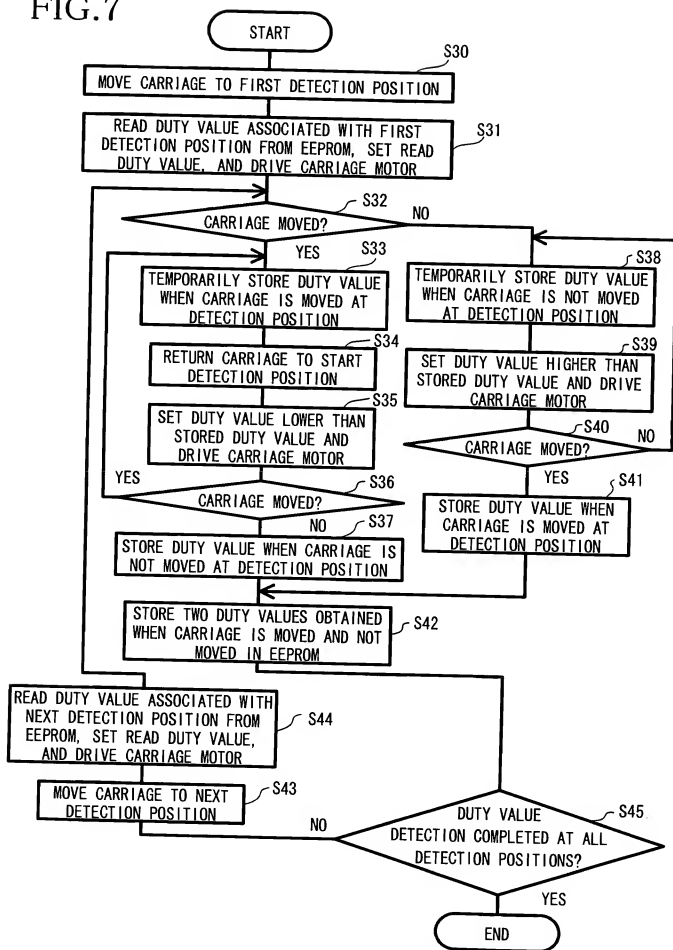 FIG.7
START
S30
MOVE CARRIAGE TO FIRST DETECTION POSITION
READ DUTY VALUE ASSOCIATED WITH FIRST
DETECTION POSITION FROM EEPROM, SET READ
DUTY VALUE, AND DRIVE CARRIAGE MOTOR
S31
S32
CARRIAGE MOVED?
NO
YES
S33
TEMPORARILY STORE DUTY VALUE
WHEN CARRIAGE IS MOVED AT
DETECTION POSITION
S34
RETURN CARRIAGE TO START
DETECTION POSITION
S35
SET DUTY VALUE LOWER THAN
STORED DUTY VALUE AND
DRIVE CARRIAGE MOTOR
YES
S36
CARRIAGE MOVED?
NO
S37
STORE DUTY VALUE WHEN CARRIAGE IS
NOT MOVED AT DETECTION POSITION
S38
TEMPORARILY STORE DUTY VALUE
WHEN CARRIAGE IS NOT MOVED
AT DETECTION POSITION
S39
SET DUTY VALUE HIGHER THAN
STORED DUTY VALUE AND DRIVE
CARRIAGE MOTOR
S40
CARRIAGE MOVED?
NO
YES
S41
STORE DUTY VALUE WHEN
CARRIAGE IS MOVED AT
DETECTION POSITION
STORE TWO DUTY VALUES OBTAINED
WHEN CARRIAGE IS MOVED AND NOT
MOVED IN EEPROM
S42
READ DUTY VALUE ASSOCIATED WITH
NEXT DETECTION POSITION FROM
EEPROM, SET READ DUTY VALUE,
AND DRIVE CARRIAGE MOTOR
S44
MOVE CARRIAGE TO NEXT
DETECTION POSITION
S43
NO
DUTY VALUE
DETECTION COMPLETED AT ALL
DETECTION POSITIONS?
S45
YES
END